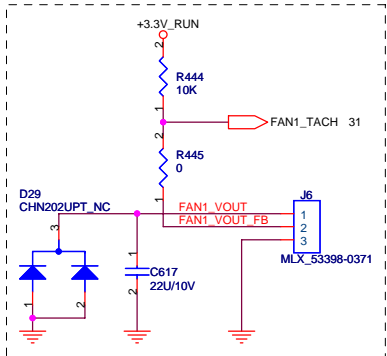 +3.3V_RUN
2
R444
10K
1
FAN1_TACH 31
2
R445
0
1
D29
CHN202UPT_NC
3
1
2
1
C617
22U/10V
2
FAN1_VOUT
FAN1_VOUT_FB
J6
1
2
3
MLX_53398-0371